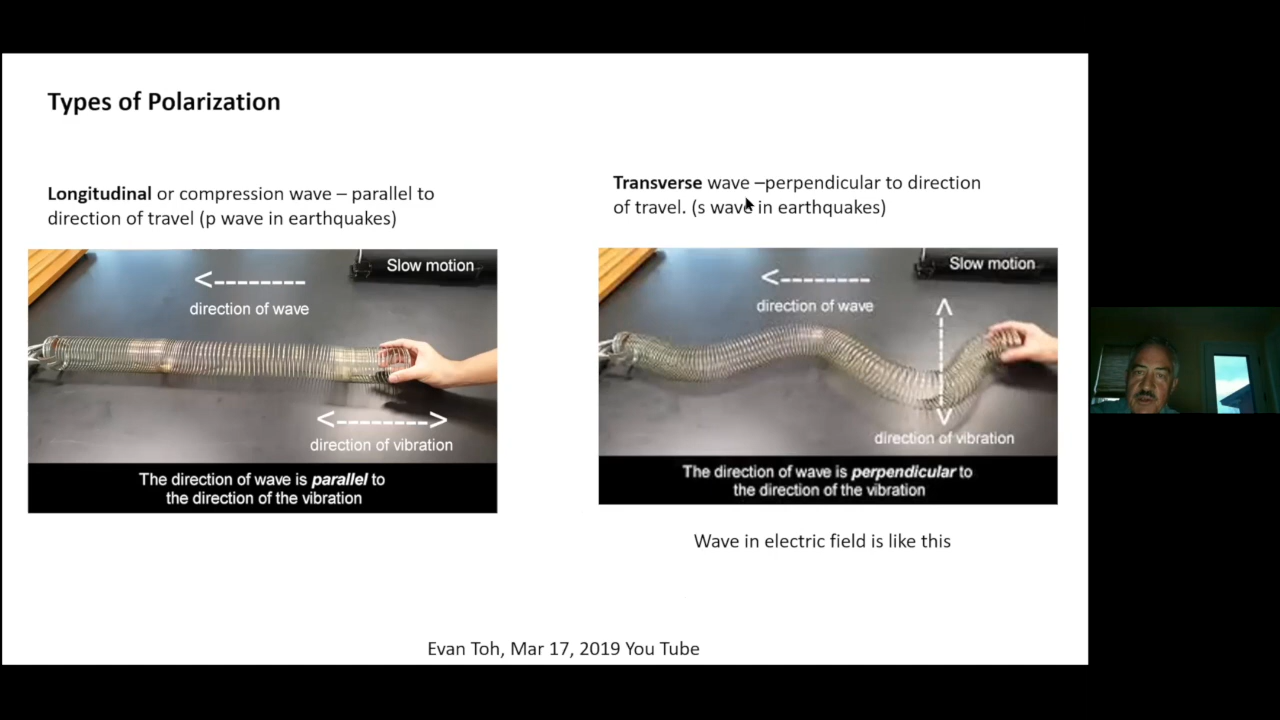 Types of Polarization
Longitudinal or compression wave – parallel to
direction of travel (p wave in earthquakes)
Slow motion
direction of wave
direction of vibration
The direction of wave is parallel to
the direction of the vibration
Transverse wave –perpendicular to direction
of travel. (s wave in earthquakes)
Slow motion
direction of wave
direction of vibration
The direction of wave is perpendicular to
the direction of the vibration
Wave in electric field is like this
Evan Toh, Mar 17, 2019 You Tube